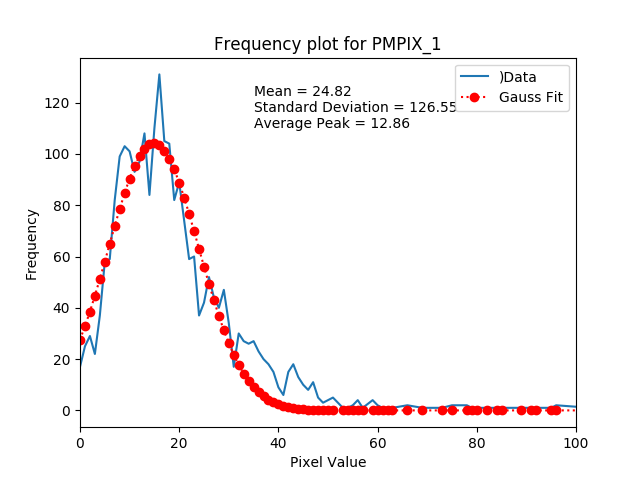 Frequency plot for PMPIX_1
Mean = 24.82
Standard Deviation = 126.55
Average Peak = 12.86
)Data
Gauss Fit
Frequency
120
100
80
60
40
20
0
0 20 40 60 80 100
Pixel Value